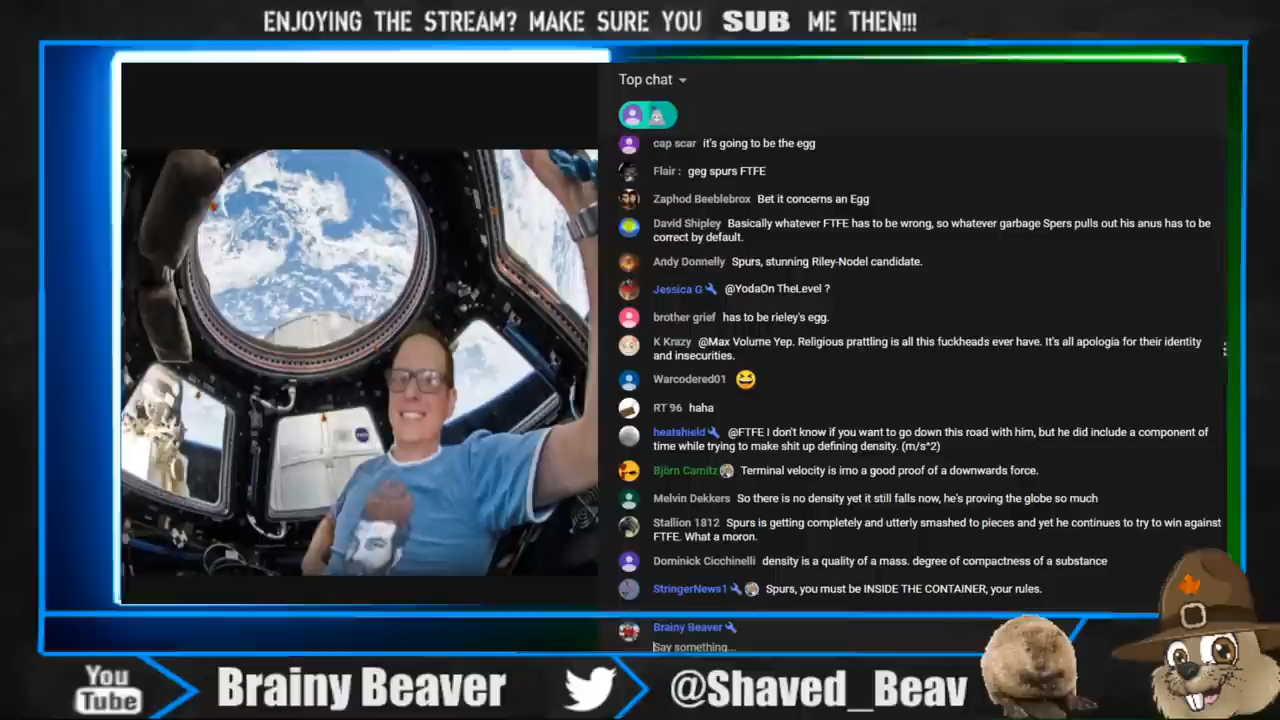 ENJOYING THE STREAM? MAKE SURE YOU SUB ME THEN!!!
Top chat
cap scar it's going to be the egg
Flair : geg spurs FTFE
Zaphod Beeblebrox Bet it concerns an Egg
David Shipley Basically whatever FTFE has to be wrong, so whatever garbage Spers pulls out his anus has to be
correct by default.
Andy Donnelly Spurs, stunning Riley-Nodel candidate.
Jessica G @YodaOn TheLevel ?
brother grief has to be rieley's egg.
K Krazy @Max Volume Yep. Religious prattling is all this fuckheads ever have. It's all apologia for their identity
and insecurities.
Warcodered01
RT 96 haha
heatshield @FTFE I don't know if you want to go down this road with him, but he did include a component of
time while trying to make shit up defining density. (m/s^2)
Björn Camitz Terminal velocity is imo a good proof of a downwards force.
Melvin Dekkers So there is no density yet it still falls now, he's proving the globe so much
Stallion 1812 Spurs is getting completely and utterly smashed to pieces and yet he continues to try to win against
FTFE. What a moron.
Dominick Cicchinelli density is a quality of a mass. degree of compactness of a substance
StringerNews1 Spurs, you must be INSIDE THE CONTAINER, your rules.
Brainy Beaver
Say something...
You
Tube
Brainy Beaver
@Shaved_Beav